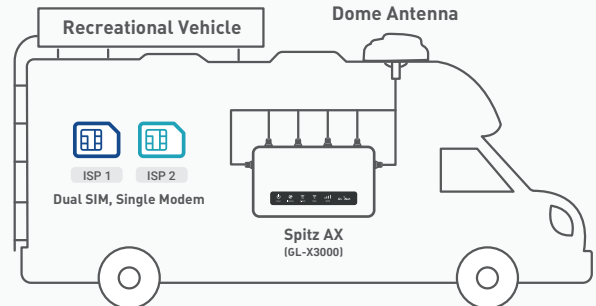 Dome Antenna
Recreational Vehicle
ISP 1
ISP 2
Dual SIM, Single Modem
Spitz AX
(GL-X3000)